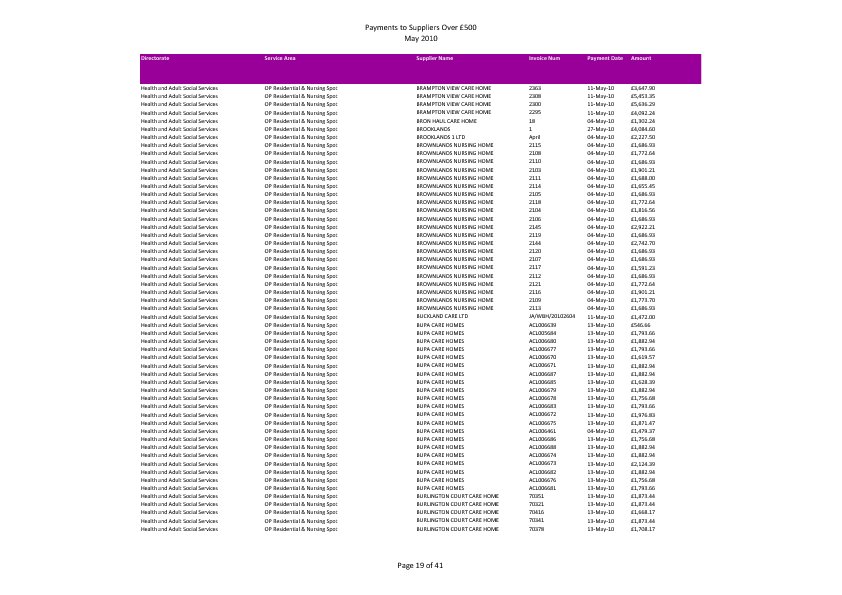 Payments to Suppliers Over £500
May 2010
Directorate Service Area Supplier Name Invoice Num Payment Date Amount
Health and Adult Social Services OP Residential & Nursing Spot BRAMPTON VIEW CARE HOME 2363 11-May-10 £3,647.90
Health and Adult Social Services OP Residential & Nursing Spot BRAMPTON VIEW CARE HOME 2308 11-May-10 £5,453.35
Health and Adult Social Services OP Residential & Nursing Spot BRAMPTON VIEW CARE HOME 2300 11-May-10 £5,636.29
Health and Adult Social Services OP Residential & Nursing Spot BRAMPTON VIEW CARE HOME 2295 11-May-10 £4,092.24
Health and Adult Social Services OP Residential & Nursing Spot BRON HAUL CARE HOME 18 04-May-10 £1,302.24
Health and Adult Social Services OP Residential & Nursing Spot BROOKLANDS 1 27-May-10 £4,084.60
Health and Adult Social Services OP Residential & Nursing Spot BROOKLANDS 1 LTD April 04-May-10 £2,227.50
Health and Adult Social Services OP Residential & Nursing Spot BROWNLANDS NURSING HOME 2115 04-May-10 £1,686.93
Health and Adult Social Services OP Residential & Nursing Spot BROWNLANDS NURSING HOME 2108 04-May-10 £1,772.64
Health and Adult Social Services OP Residential & Nursing Spot BROWNLANDS NURSING HOME 2110 04-May-10 £1,686.93
Health and Adult Social Services OP Residential & Nursing Spot BROWNLANDS NURSING HOME 2103 04-May-10 £1,901.21
Health and Adult Social Services OP Residential & Nursing Spot BROWNLANDS NURSING HOME 2111 04-May-10 £1,688.00
Health and Adult Social Services OP Residential & Nursing Spot BROWNLANDS NURSING HOME 2114 04-May-10 £1,655.45
Health and Adult Social Services OP Residential & Nursing Spot BROWNLANDS NURSING HOME 2105 04-May-10 £1,686.93
Health and Adult Social Services OP Residential & Nursing Spot BROWNLANDS NURSING HOME 2118 04-May-10 £1,772.64
Health and Adult Social Services OP Residential & Nursing Spot BROWNLANDS NURSING HOME 2104 04-May-10 £1,816.56
Health and Adult Social Services OP Residential & Nursing Spot BROWNLANDS NURSING HOME 2106 04-May-10 £1,686.93
Health and Adult Social Services OP Residential & Nursing Spot BROWNLANDS NURSING HOME 2145 04-May-10 £2,922.21
Health and Adult Social Services OP Residential & Nursing Spot BROWNLANDS NURSING HOME 2119 04-May-10 £1,686.93
Health and Adult Social Services OP Residential & Nursing Spot BROWNLANDS NURSING HOME 2144 04-May-10 £2,742.70
Health and Adult Social Services OP Residential & Nursing Spot BROWNLANDS NURSING HOME 2120 04-May-10 £1,686.93
Health and Adult Social Services OP Residential & Nursing Spot BROWNLANDS NURSING HOME 2107 04-May-10 £1,686.93
Health and Adult Social Services OP Residential & Nursing Spot BROWNLANDS NURSING HOME 2117 04-May-10 £1,591.23
Health and Adult Social Services OP Residential & Nursing Spot BROWNLANDS NURSING HOME 2112 04-May-10 £1,686.93
Health and Adult Social Services OP Residential & Nursing Spot BROWNLANDS NURSING HOME 2121 04-May-10 £1,772.64
Health and Adult Social Services OP Residential & Nursing Spot BROWNLANDS NURSING HOME 2116 04-May-10 £1,901.21
Health and Adult Social Services OP Residential & Nursing Spot BROWNLANDS NURSING HOME 2109 04-May-10 £1,773.70
Health and Adult Social Services OP Residential & Nursing Spot BROWNLANDS NURSING HOME 2113 04-May-10 £1,686.93
Health and Adult Social Services OP Residential & Nursing Spot BUCKLAND CARE LTD JA/WBH/20102604 11-May-10 £1,472.00
Health and Adult Social Services OP Residential & Nursing Spot BUPA CARE HOMES ACL006639 13-May-10 £546.66
Health and Adult Social Services OP Residential & Nursing Spot BUPA CARE HOMES ACL005684 13-May-10 £1,793.66
Health and Adult Social Services OP Residential & Nursing Spot BUPA CARE HOMES ACL006680 13-May-10 £1,882.94
Health and Adult Social Services OP Residential & Nursing Spot BUPA CARE HOMES ACL006677 13-May-10 £1,793.66
Health and Adult Social Services OP Residential & Nursing Spot BUPA CARE HOMES ACL006670 13-May-10 £1,619.57
Health and Adult Social Services OP Residential & Nursing Spot BUPA CARE HOMES ACL006671 13-May-10 £1,882.94
Health and Adult Social Services OP Residential & Nursing Spot BUPA CARE HOMES ACL006687 13-May-10 £1,882.94
Health and Adult Social Services OP Residential & Nursing Spot BUPA CARE HOMES ACL006685 13-May-10 £1,628.39
Health and Adult Social Services OP Residential & Nursing Spot BUPA CARE HOMES ACL006679 13-May-10 £1,882.94
Health and Adult Social Services OP Residential & Nursing Spot BUPA CARE HOMES ACL006678 13-May-10 £1,756.68
Health and Adult Social Services OP Residential & Nursing Spot BUPA CARE HOMES ACL006683 13-May-10 £1,793.66
Health and Adult Social Services OP Residential & Nursing Spot BUPA CARE HOMES ACL006672 13-May-10 £1,976.83
Health and Adult Social Services OP Residential & Nursing Spot BUPA CARE HOMES ACL006675 13-May-10 £1,871.47
Health and Adult Social Services OP Residential & Nursing Spot BUPA CARE HOMES ACL006461 04-May-10 £1,479.37
Health and Adult Social Services OP Residential & Nursing Spot BUPA CARE HOMES ACL006686 13-May-10 £1,756.68
Health and Adult Social Services OP Residential & Nursing Spot BUPA CARE HOMES ACL006688 13-May-10 £1,882.94
Health and Adult Social Services OP Residential & Nursing Spot BUPA CARE HOMES ACL006674 13-May-10 £1,882.94
Health and Adult Social Services OP Residential & Nursing Spot BUPA CARE HOMES ACL006673 13-May-10 £2,124.39
Health and Adult Social Services OP Residential & Nursing Spot BUPA CARE HOMES ACL006682 13-May-10 £1,882.94
Health and Adult Social Services OP Residential & Nursing Spot BUPA CARE HOMES ACL006676 13-May-10 £1,756.68
Health and Adult Social Services OP Residential & Nursing Spot BUPA CARE HOMES ACL006681 13-May-10 £1,793.66
Health and Adult Social Services OP Residential & Nursing Spot BURLINGTON COURT CARE HOME 70351 13-May-10 £1,873.44
Health and Adult Social Services OP Residential & Nursing Spot BURLINGTON COURT CARE HOME 70321 13-May-10 £1,873.44
Health and Adult Social Services OP Residential & Nursing Spot BURLINGTON COURT CARE HOME 70416 13-May-10 £1,668.17
Health and Adult Social Services OP Residential & Nursing Spot BURLINGTON COURT CARE HOME 70341 13-May-10 £1,873.44
Health and Adult Social Services OP Residential & Nursing Spot BURLINGTON COURT CARE HOME 70378 13-May-10 £1,708.17
Page 19 of 41